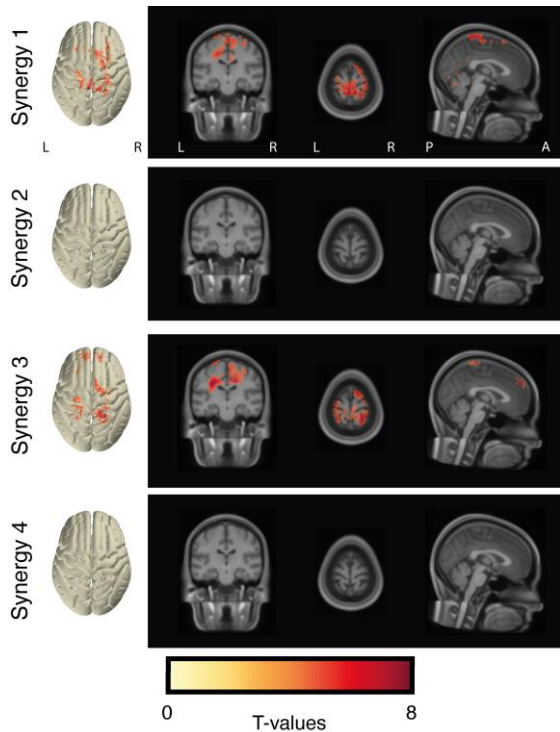 Synergy 1
L R L R L R P A
Synergy 2
Synergy 3
Synergy 4
0 8
T-values